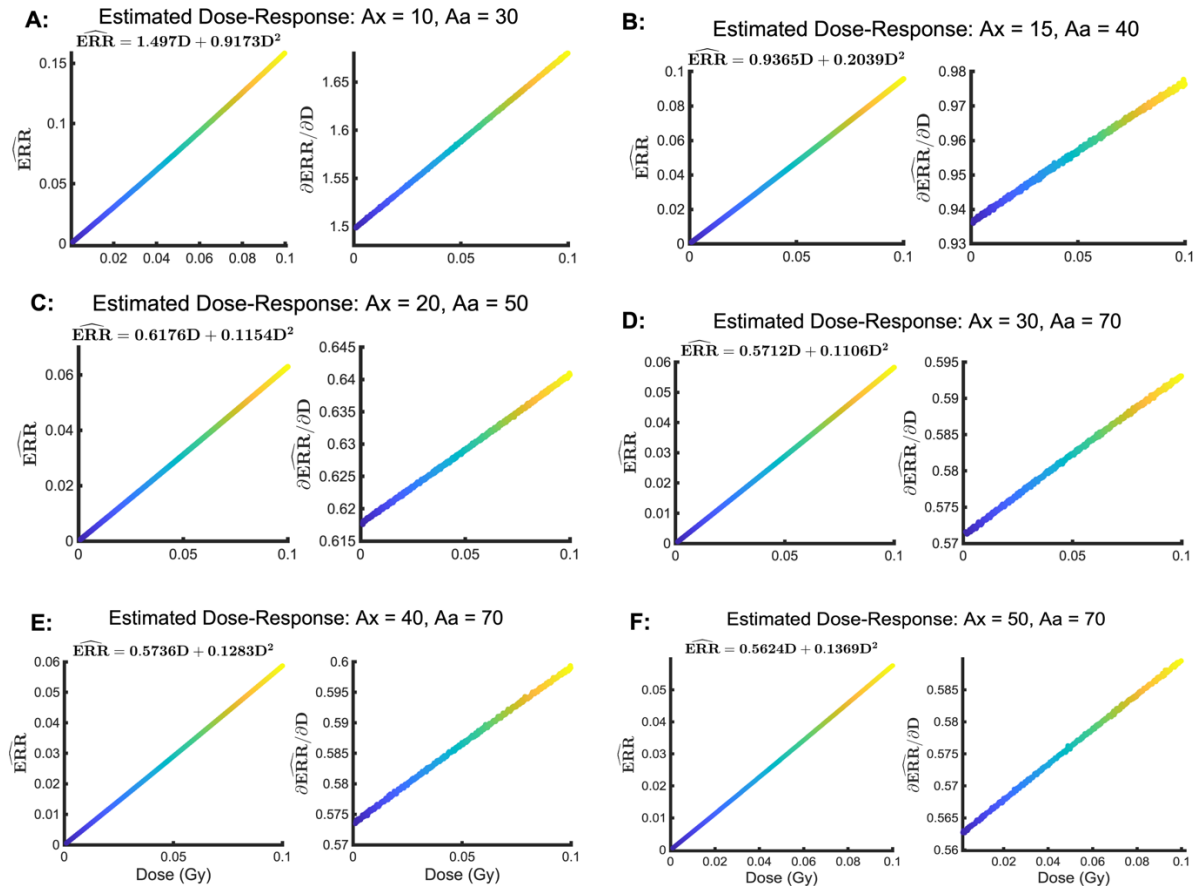 A: Estimated Dose-Response: Ax = 10, Aa = 30
ERR = 1.497D + 0.9173D²
0.15
0.1
0.05
0
ERR
0.02 0.04 0.06 0.08 0.1
1.65
1.6
1.55
1.5
∂ERR/∂D
0 0.05 0.1
B: Estimated Dose-Response: Ax = 15, Aa = 40
ERR = 0.9365D + 0.2039D²
0.1
0.08
0.06
0.04
0.02
0
ERR
0 0.05 0.1
0.98
0.97
0.96
0.95
0.94
0.93
∂ERR/∂D
0 0.05 0.1
C: Estimated Dose-Response: Ax = 20, Aa = 50
ERR = 0.6176D + 0.1154D²
0.06
0.04
0.02
0
ERR
0 0.05 0.1
0.645
0.64
0.635
0.63
0.625
0.62
0.615
∂ERR/∂D
0 0.05 0.1
D: Estimated Dose-Response: Ax = 30, Aa = 70
ERR = 0.5712D + 0.1106D²
0.06
0.05
0.04
0.03
0.02
0.01
0
ERR
0 0.05 0.1
0.595
0.59
0.585
0.58
0.575
0.57
∂ERR/∂D
0 0.05 0.1
E: Estimated Dose-Response: Ax = 40, Aa = 70
ERR = 0.5736D + 0.1283D²
0.06
0.05
0.04
0.03
0.02
0.01
0
ERR
0 0.05 0.1
Dose (Gy)
0.6
0.595
0.59
0.585
0.58
0.575
0.57
∂ERR/∂D
0 0.05 0.1
Dose (Gy)
F: Estimated Dose-Response: Ax = 50, Aa = 70
ERR = 0.5624D + 0.1369D²
0.05
0.04
0.03
0.02
0.01
0
ERR
0 0.02 0.04 0.06 0.08 0.1
Dose (Gy)
0.585
0.58
0.575
0.57
0.565
0.56
∂ERR/∂D
0.02 0.04 0.06 0.08 0.1
Dose (Gy)